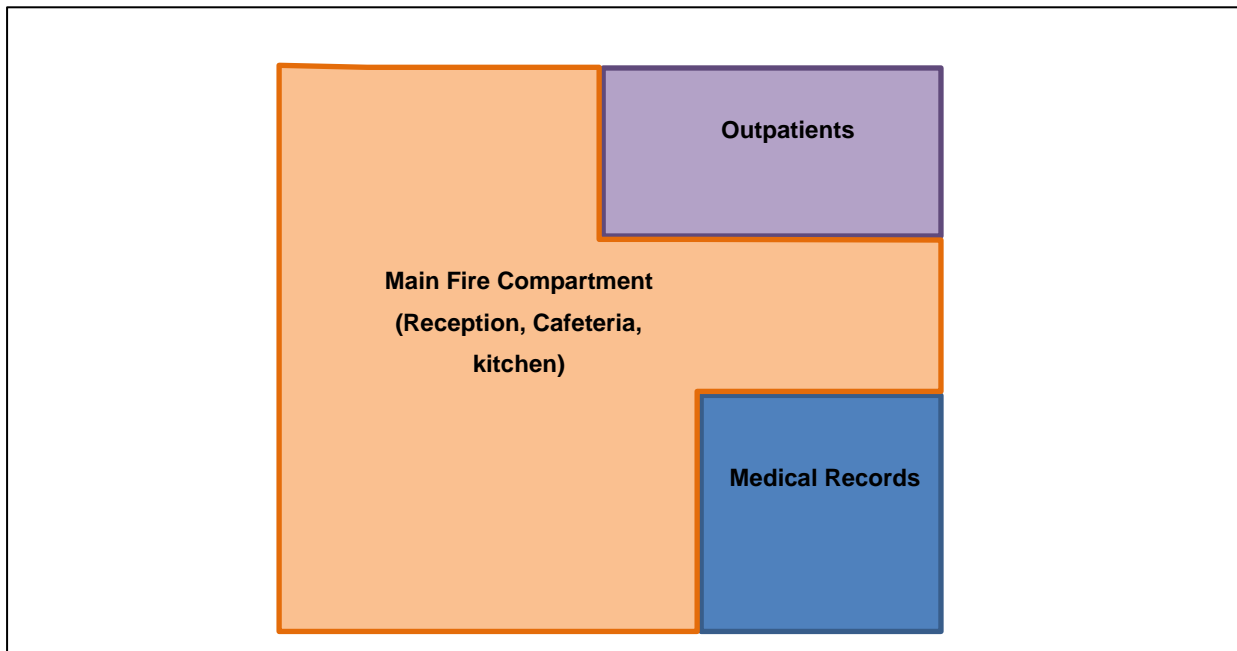 Outpatients
Main Fire Compartment
(Reception, Cafeteria,
kitchen)
Medical Records